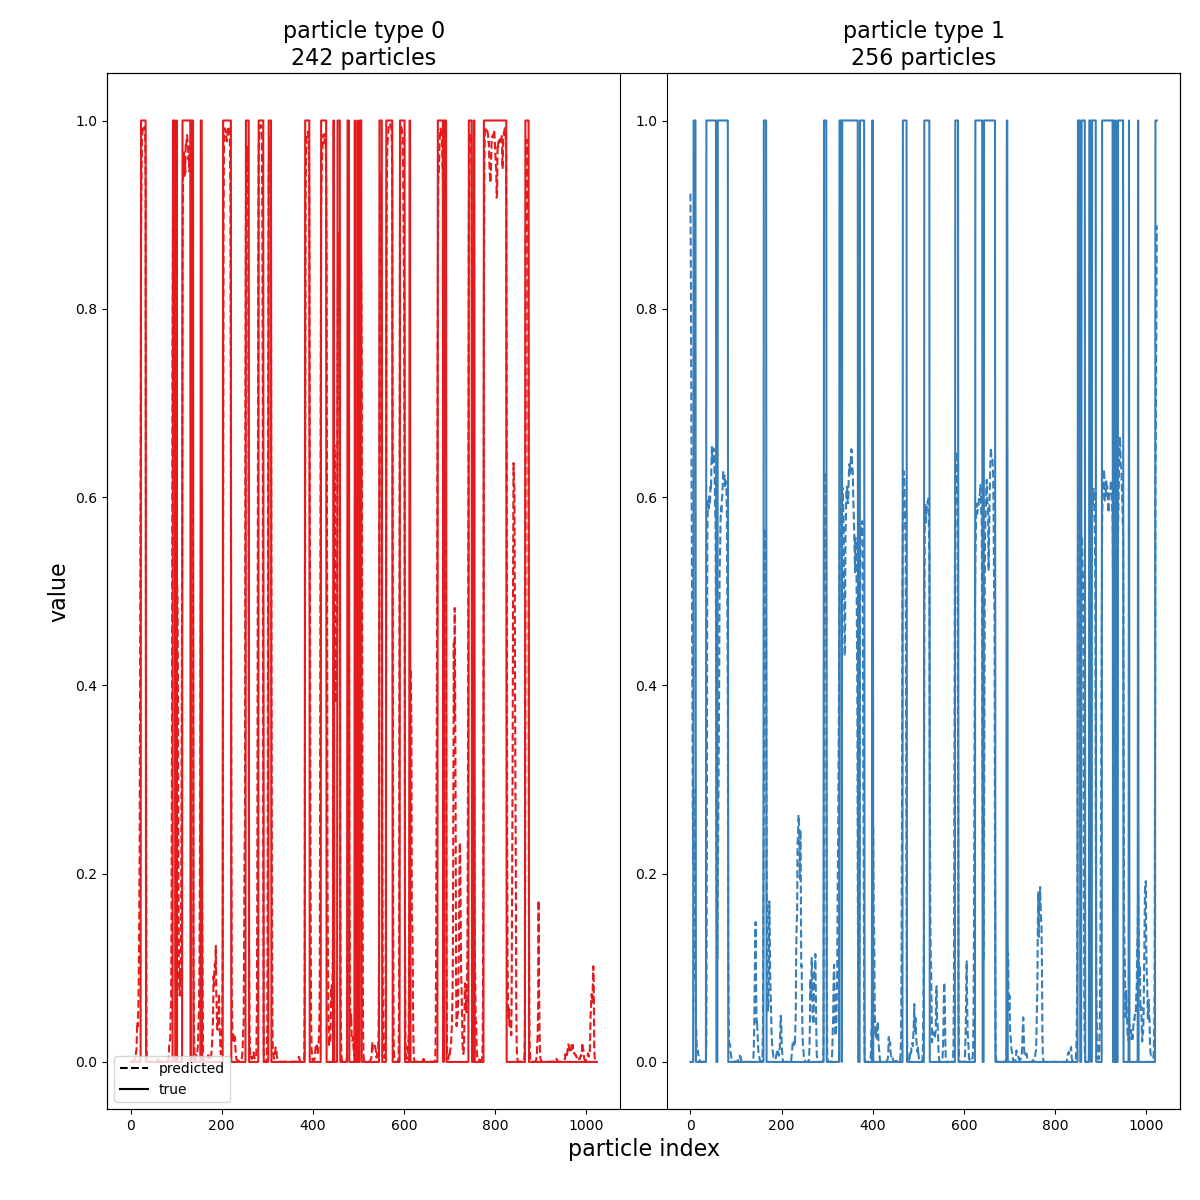 particle type 0
242 particles
particle type 1
256 particles
1.0
0.8
0.6
0.4
0.2
0.0
1.0
0.8
0.6
0.4
0.2
0.0
value
predicted
true
0 200 400 600 800 1000
0 200 400 600 800 1000
particle index